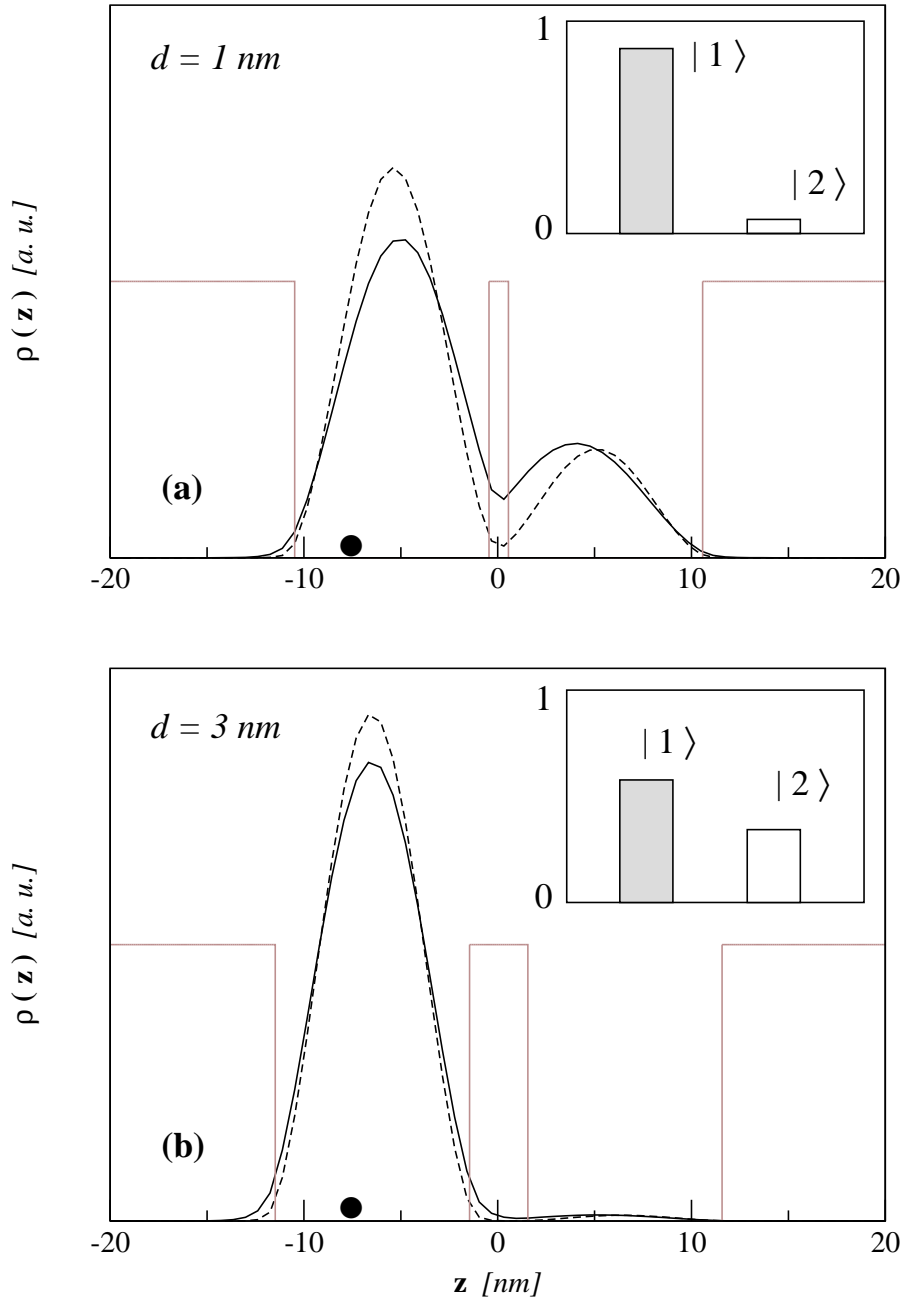 d = 1 nm
1
| 1 ⟩
| 2 ⟩
0
ρ ( z ) [a. u.]
(a)
-20 -10 0 10 20
d = 3 nm
1
| 1 ⟩
| 2 ⟩
0
ρ ( z ) [a. u.]
(b)
-20 -10 0 10 20
z [nm]